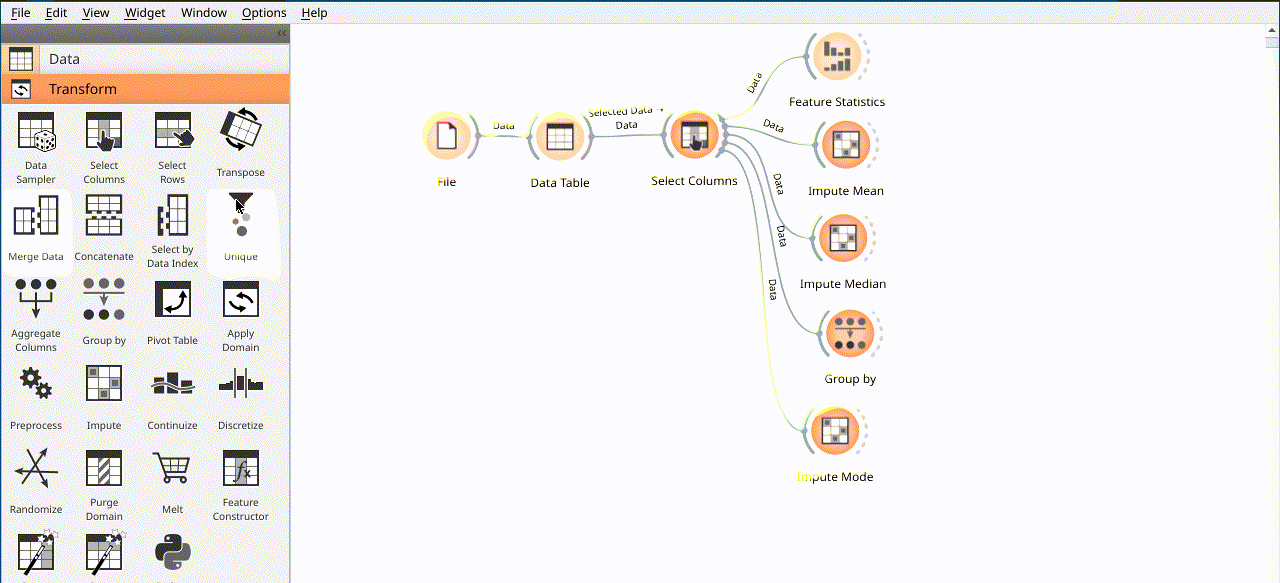 File Edit View Widget Window Options Help
Data
Transform
Data Sampler
Select Columns
Select Rows
Transpose
Merge Data
Concatenate
Select by Data Index
Unique
Aggregate Columns
Group by
Pivot Table
Apply Domain
Preprocess
Impute
Continuize
Discretize
Randomize
Purge Domain
Melt
Feature Constructor
File
Data
Data Table
Selected Data →
Data
Select Columns
Data
Feature Statistics
Data
Impute Mean
Data
Impute Median
Data
Group by
Data
Impute Mode